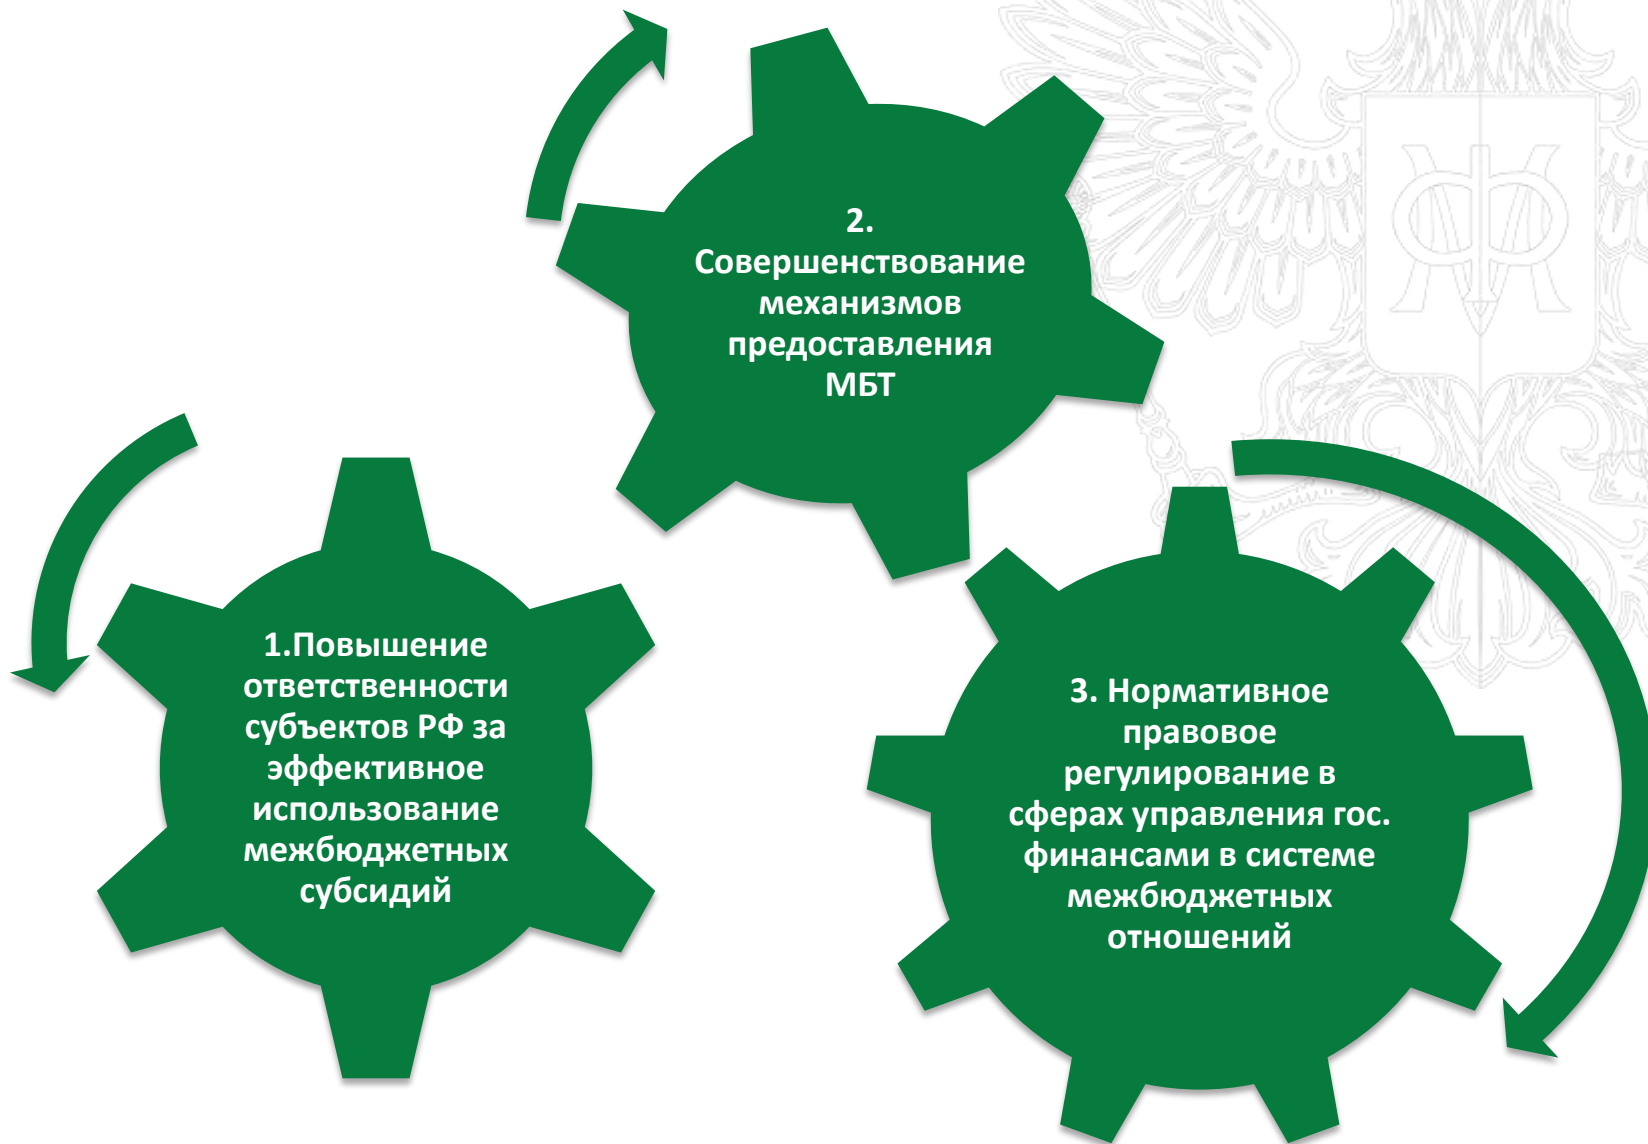 1.Повышение
ответственности
субъектов РФ за
эффективное
использование
межбюджетных
субсидий
2.
Совершенствование
механизмов
предоставления
МБТ
3. Нормативное
правовое
регулирование в
сферах управления гос.
финансами в системе
межбюджетных
отношений